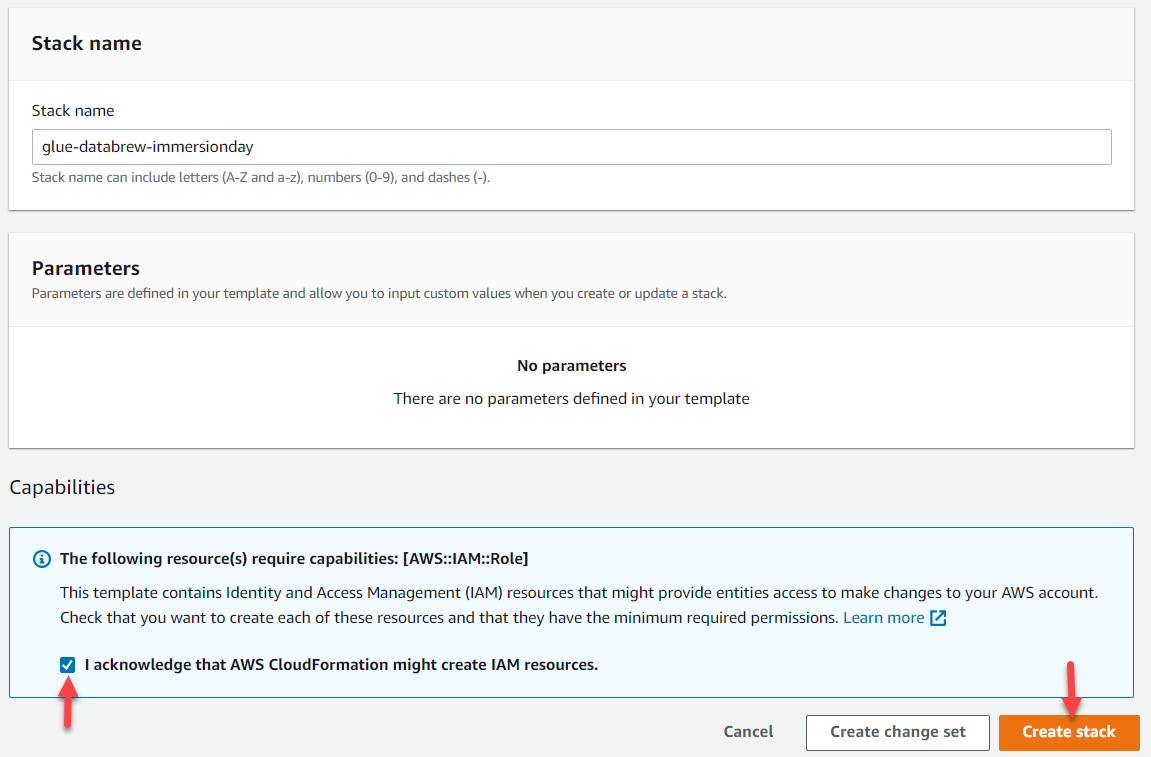 Stack name
Stack name
glue-databrew-immersionday
Stack name can include letters (A-Z and a-z), numbers (0-9), and dashes (-).
Parameters
Parameters are defined in your template and allow you to input custom values when you create or update a stack.
No parameters
There are no parameters defined in your template
Capabilities
The following resource(s) require capabilities: [AWS::IAM::Role]
This template contains Identity and Access Management (IAM) resources that might provide entities access to make changes to your AWS account.
Check that you want to create each of these resources and that they have the minimum required permissions. Learn more
I acknowledge that AWS CloudFormation might create IAM resources.
Cancel Create change set Create stack